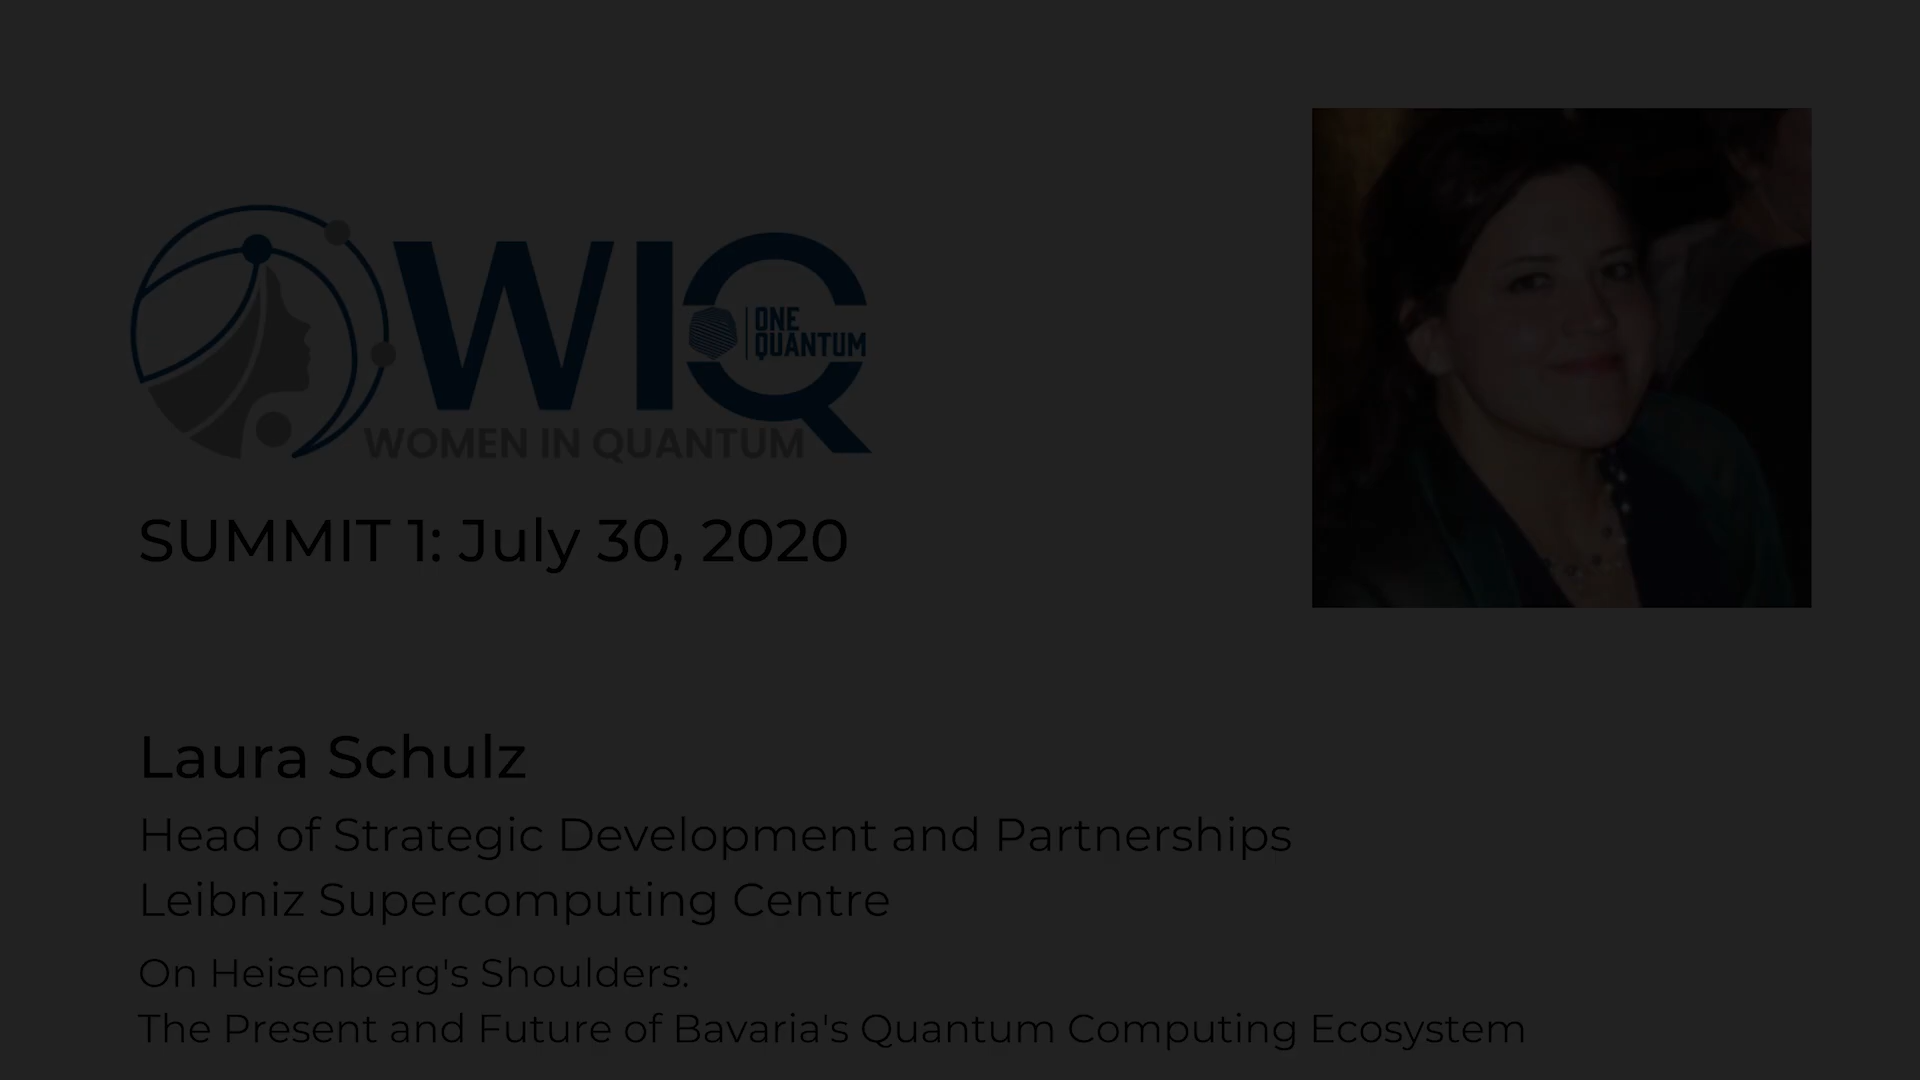 WIQ
ONE
QUANTUM
WOMEN IN QUANTUM
SUMMIT 1: July 30, 2020
Laura Schulz
Head of Strategic Development and Partnerships
Leibniz Supercomputing Centre
On Heisenberg's Shoulders:
The Present and Future of Bavaria's Quantum Computing Ecosystem